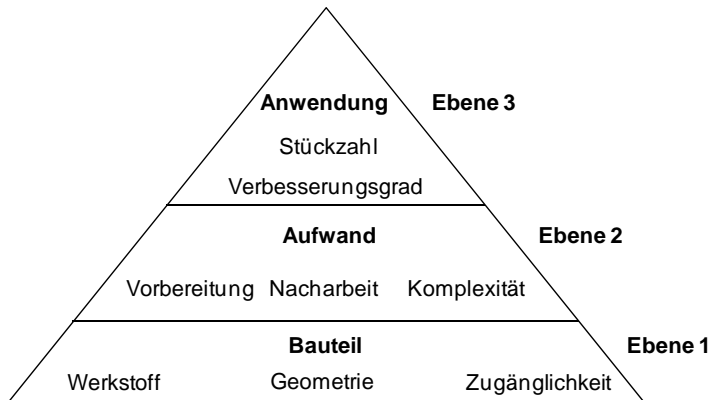 Anwendung Ebene 3
Stückzahl
Verbesserungsgrad
Aufwand Ebene 2
Vorbereitung Nacharbeit Komplexität
Bauteil Ebene 1
Werkstoff Geometrie Zugänglichkeit